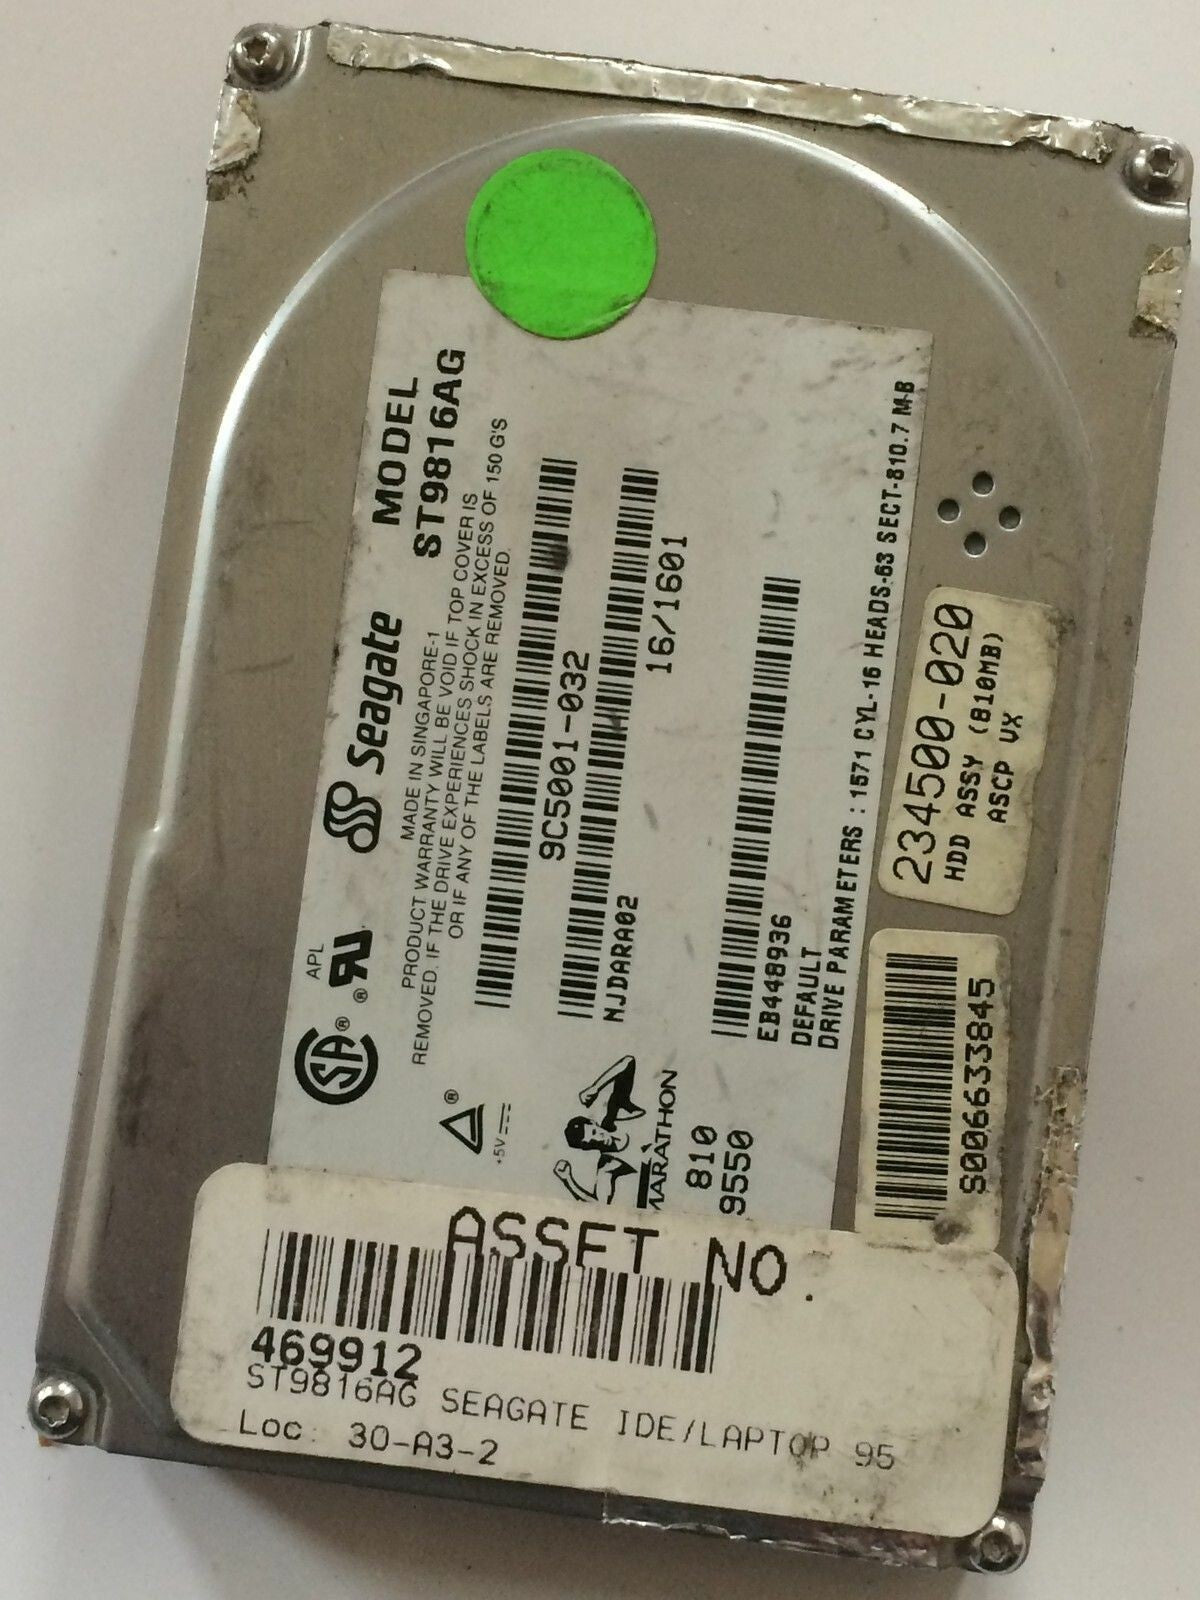 Seagate
MODEL
ST9816AG
APL
MADE IN SINGAPORE-1
PRODUCT WARRANTY WILL BE VOID IF TOP COVER IS
REMOVED. IF THE DRIVE EXPERIENCES SHOCK IN EXCESS OF 150 G'S
OR IF ANY OF THE LABELS ARE REMOVED.
+5V
9C5001-032
NJDARA02
16/1601
MARATHON
810
9550
EB448936
DEFAULT
DRIVE PARAMETERS : 1571 CYL-16 HEADS-63 SECT-810.7 MB
234500-020
HDD ASSY (810MB)
ASCP VX
S006633845
ASSET NO.
469912
ST9816AG SEAGATE IDE/LAPTOP 95
Loc: 30-A3-2